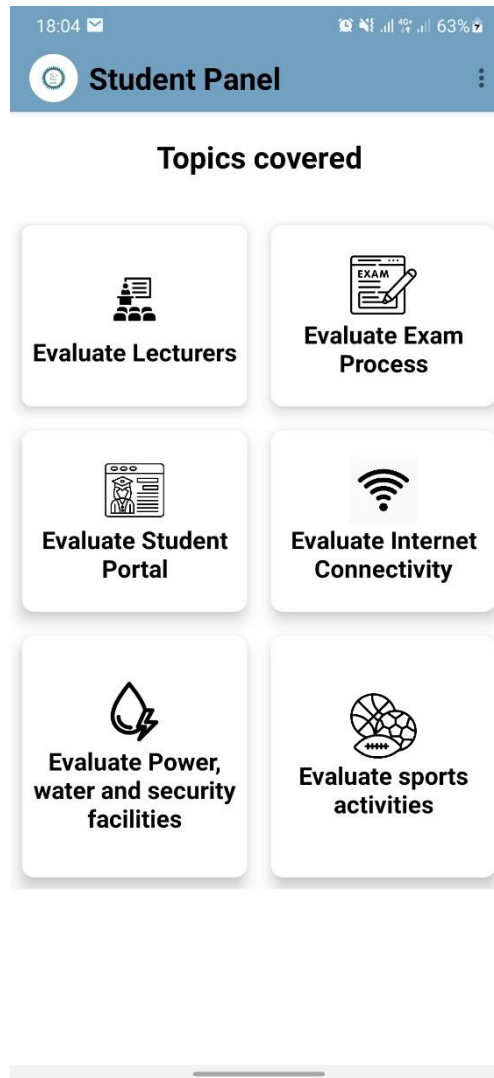 18:04 63%
Student Panel
Topics covered
Evaluate Lecturers
EXAM
Evaluate Exam
Process
Evaluate Student
Portal
Evaluate Internet
Connectivity
Evaluate Power,
water and security
facilities
Evaluate sports
activities